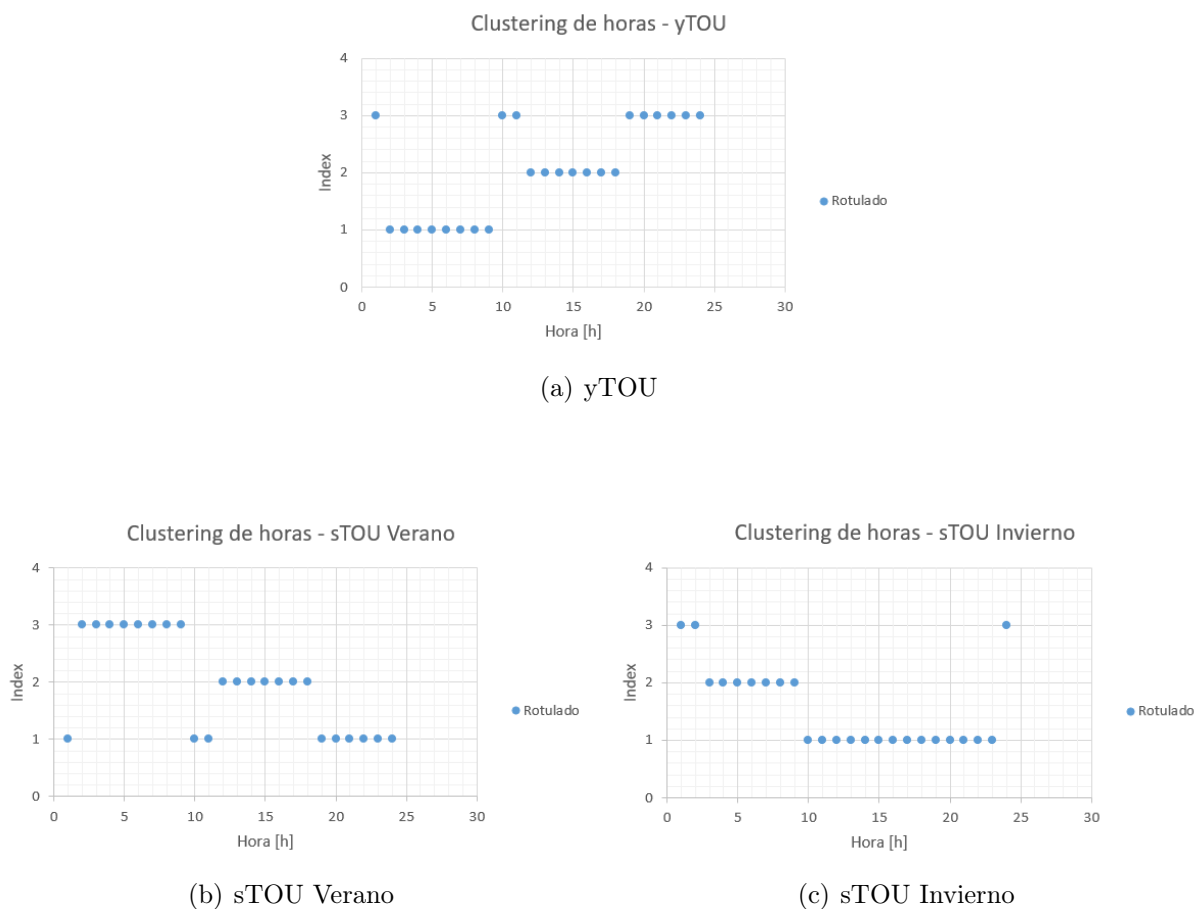 Clustering de horas - yTOU
4
3
2
1
0
Index
0 5 10 15 20 25 30
Hora [h]
Rotulado
(a) yTOU
Clustering de horas - sTOU Verano
4
3
2
1
0
Index
0 5 10 15 20 25 30
Hora [h]
Rotulado
(b) sTOU Verano
Clustering de horas - sTOU Invierno
4
3
2
1
0
Index
0 5 10 15 20 25 30
Hora [h]
Rotulado
(c) sTOU Invierno